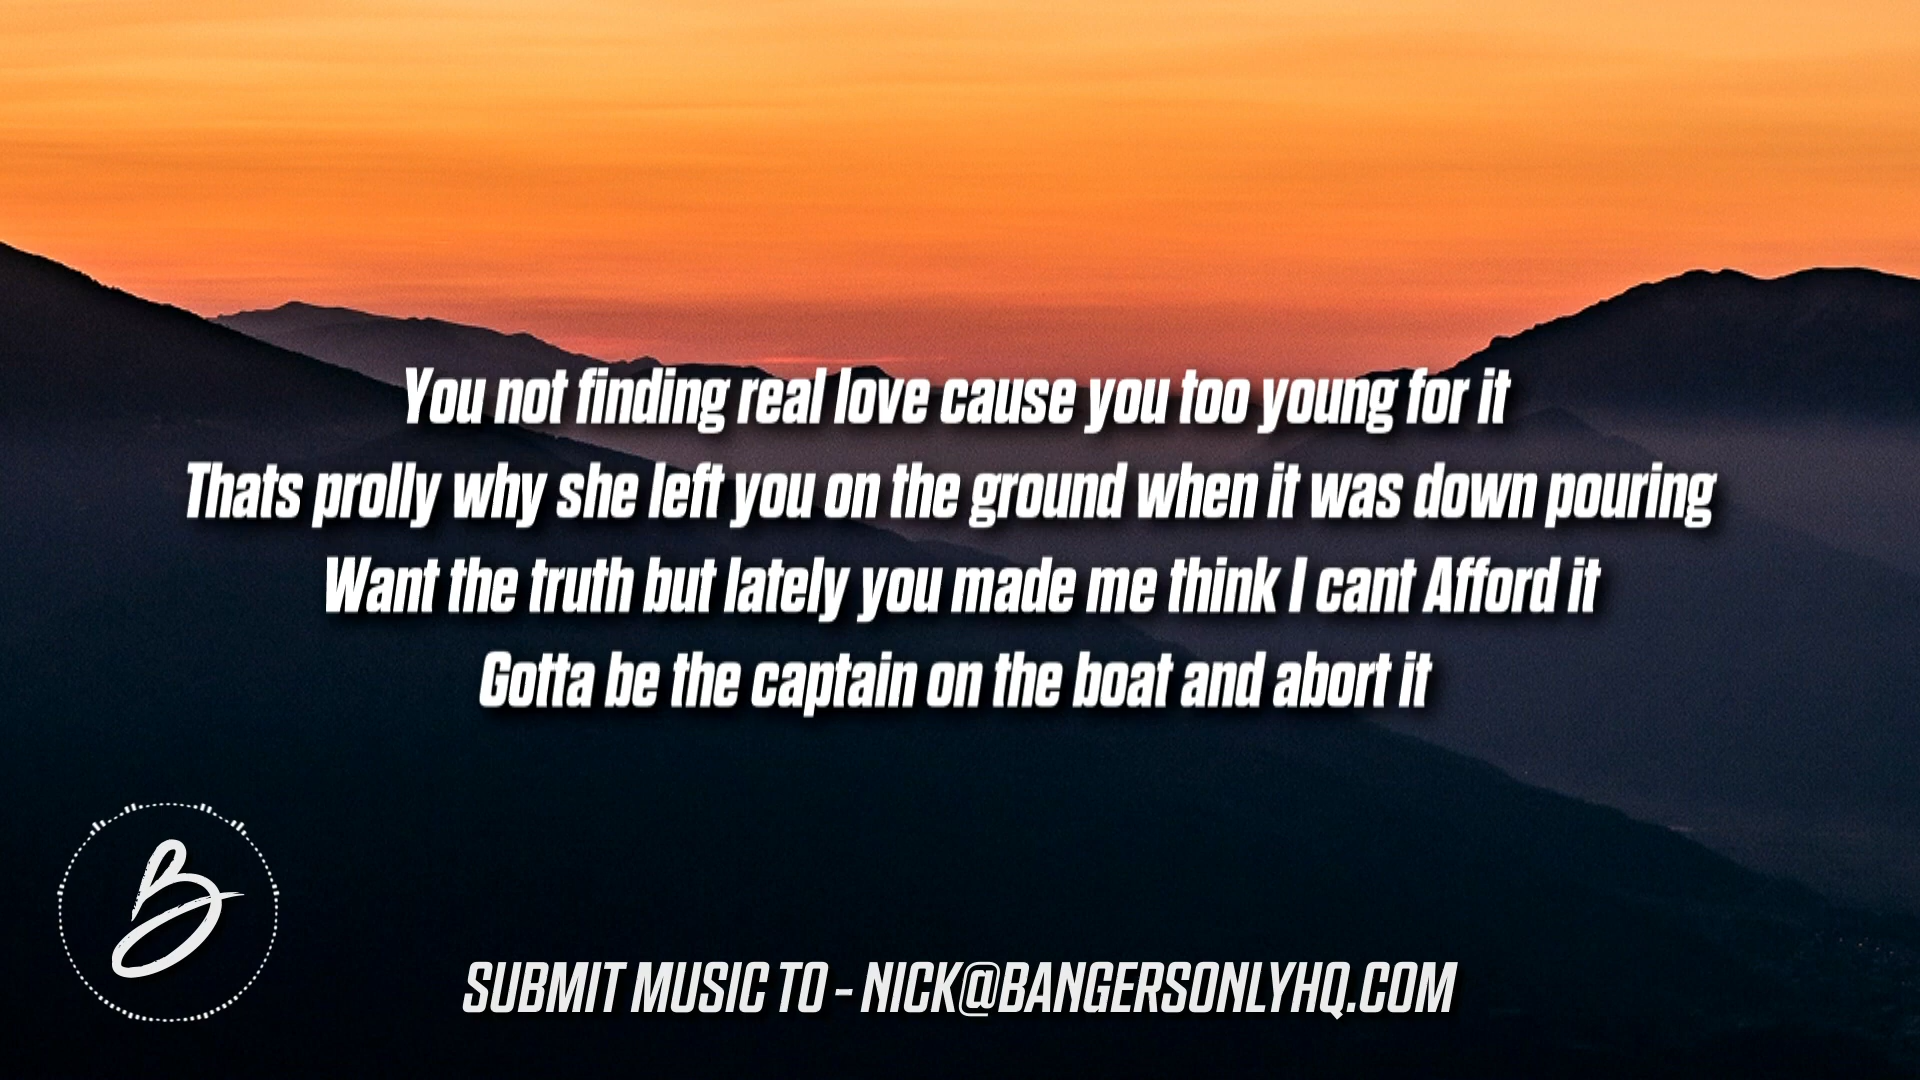 You not finding real love cause you too young for it
Thats prolly why she left you on the ground when it was down pouring
Want the truth but lately you made me think I cant Afford it
Gotta be the captain on the boat and abort it
B
SUBMIT MUSIC TO - NICK@BANGERSONLYHQ.COM